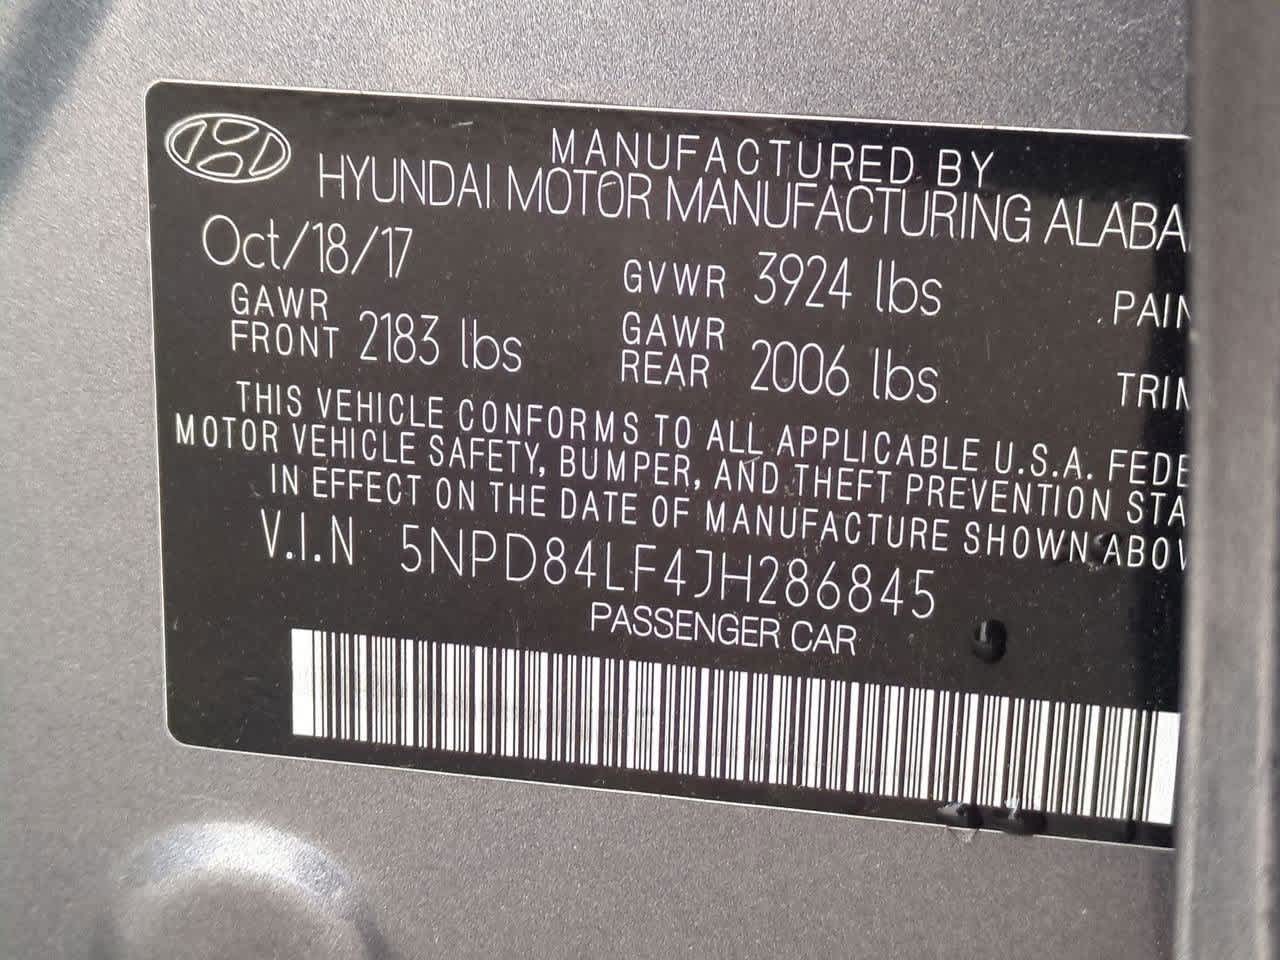 MANUFACTURED BY
HYUNDAI MOTOR MANUFACTURING ALABA
Oct/18/17
GVWR 3924 lbs
PAIN
GAWR FRONT 2183 lbs
GAWR REAR 2006 lbs
TRIM
THIS VEHICLE CONFORMS TO ALL APPLICABLE U.S.A. FEDE
MOTOR VEHICLE SAFETY, BUMPER, AND THEFT PREVENTION STA
IN EFFECT ON THE DATE OF MANUFACTURE SHOWN ABOV
V.I.N 5NPD84LF4JH286845
PASSENGER CAR